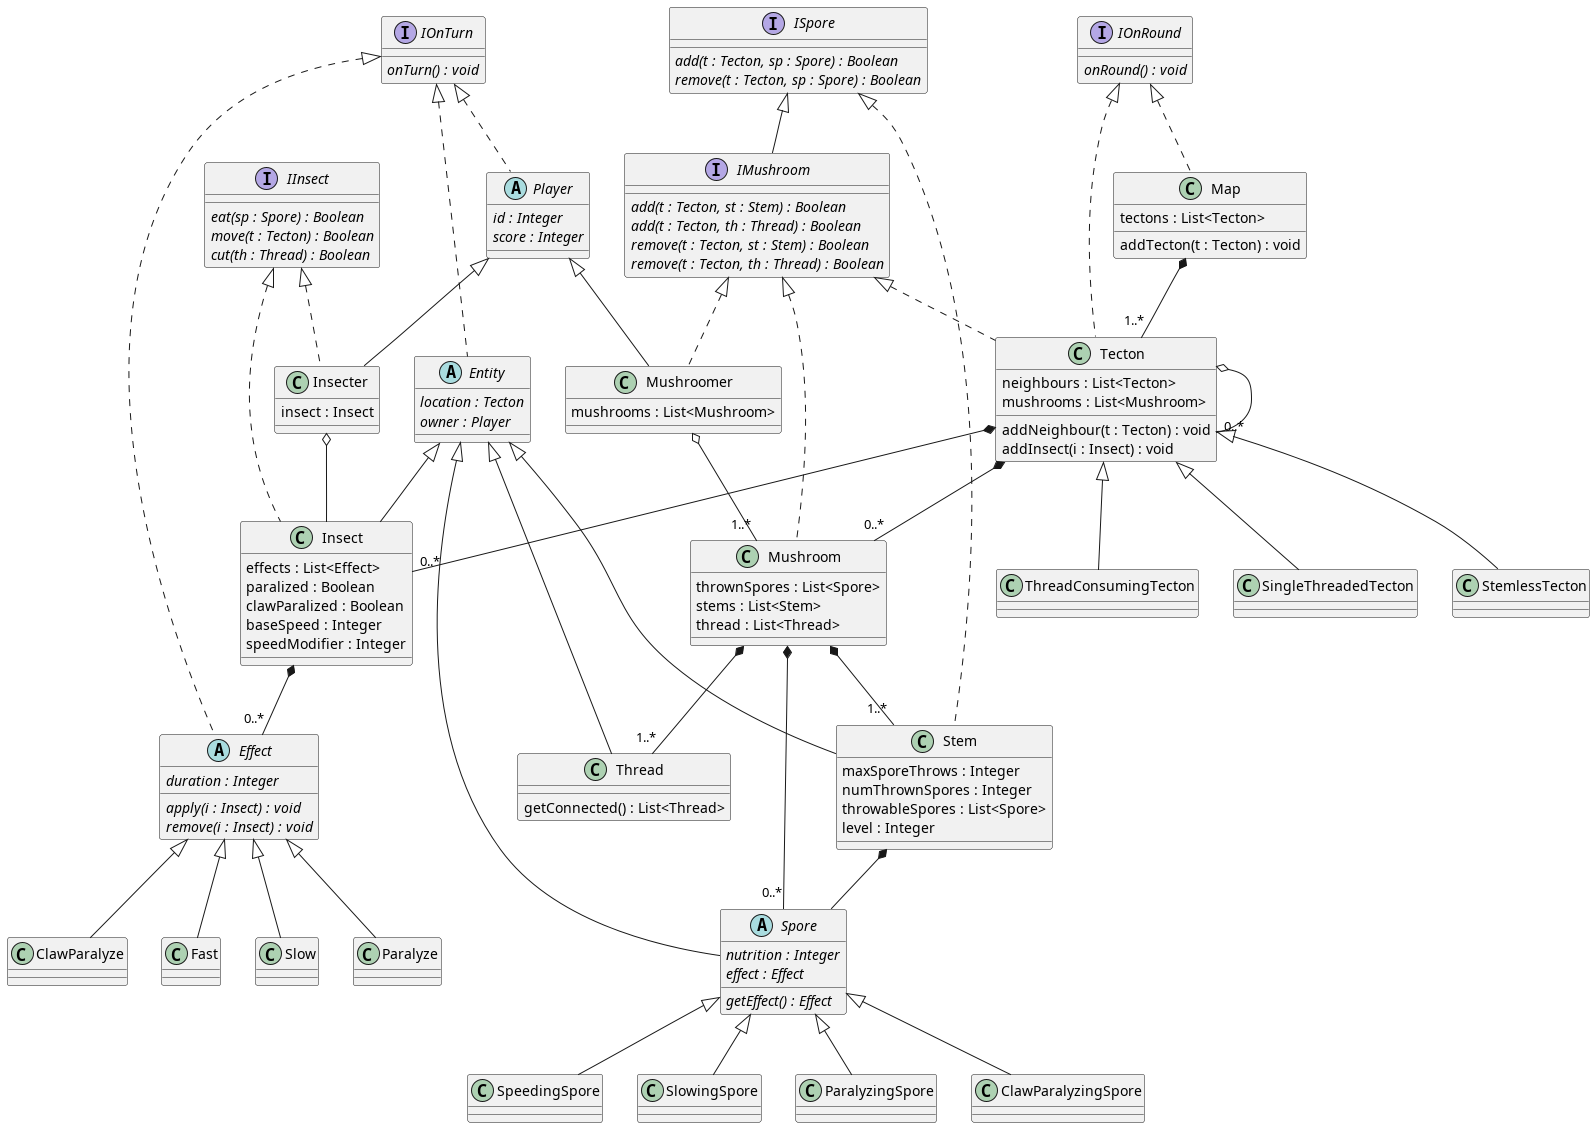 I IOnTurn
onTurn() : void
I ISpore
add(t : Tecton, sp : Spore) : Boolean
remove(t : Tecton, sp : Spore) : Boolean
I IOnRound
onRound() : void
I IInsect
eat(sp : Spore) : Boolean
move(t : Tecton) : Boolean
cut(th : Thread) : Boolean
A Player
id : Integer
score : Integer
I IMushroom
add(t : Tecton, st : Stem) : Boolean
add(t : Tecton, th : Thread) : Boolean
remove(t : Tecton, st : Stem) : Boolean
remove(t : Tecton, th : Thread) : Boolean
C Map
tectons : List<Tecton>
addTecton(t : Tecton) : void
1..*
C Insecter
insect : Insect
A Entity
location : Tecton
owner : Player
C Mushroomer
mushrooms : List<Mushroom>
C Tecton
neighbours : List<Tecton>
mushrooms : List<Mushroom>
addNeighbour(t : Tecton) : void
addInsect(i : Insect) : void
0..*
1..*
0..*
0..*
C Insect
effects : List<Effect>
paralized : Boolean
clawParalized : Boolean
baseSpeed : Integer
speedModifier : Integer
C Mushroom
thrownSpores : List<Spore>
stems : List<Stem>
thread : List<Thread>
C ThreadConsumingTecton
C SingleThreadedTecton
C StemlessTecton
0..*
1..*
1..*
A Effect
duration : Integer
apply(i : Insect) : void
remove(i : Insect) : void
C Thread
getConnected() : List<Thread>
C Stem
maxSporeThrows : Integer
numThrownSpores : Integer
throwableSpores : List<Spore>
level : Integer
0..*
C ClawParalyze
C Fast
C Slow
C Paralyze
A Spore
nutrition : Integer
effect : Effect
getEffect() : Effect
C SpeedingSpore
C SlowingSpore
C ParalyzingSpore
C ClawParalyzingSpore